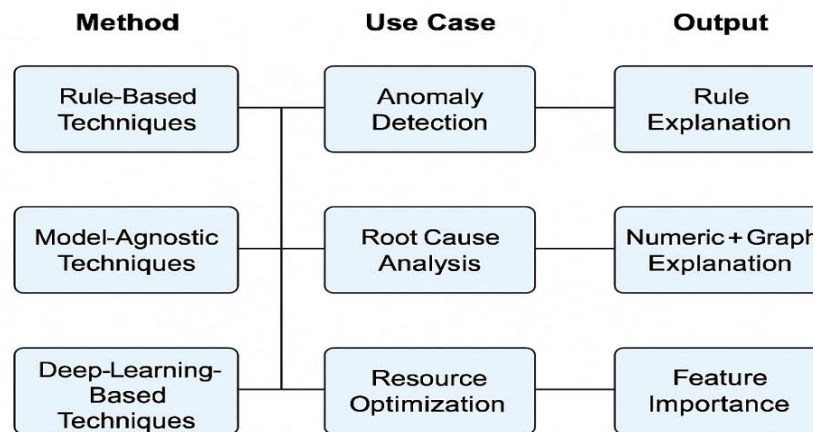 Method
Use Case
Output
Rule-Based
Techniques
Anomaly
Detection
Rule
Explanation
Model-Agnostic
Techniques
Root Cause
Analysis
Numeric + Graph
Explanation
Deep-Learning-
Based
Techniques
Resource
Optimization
Feature
Importance